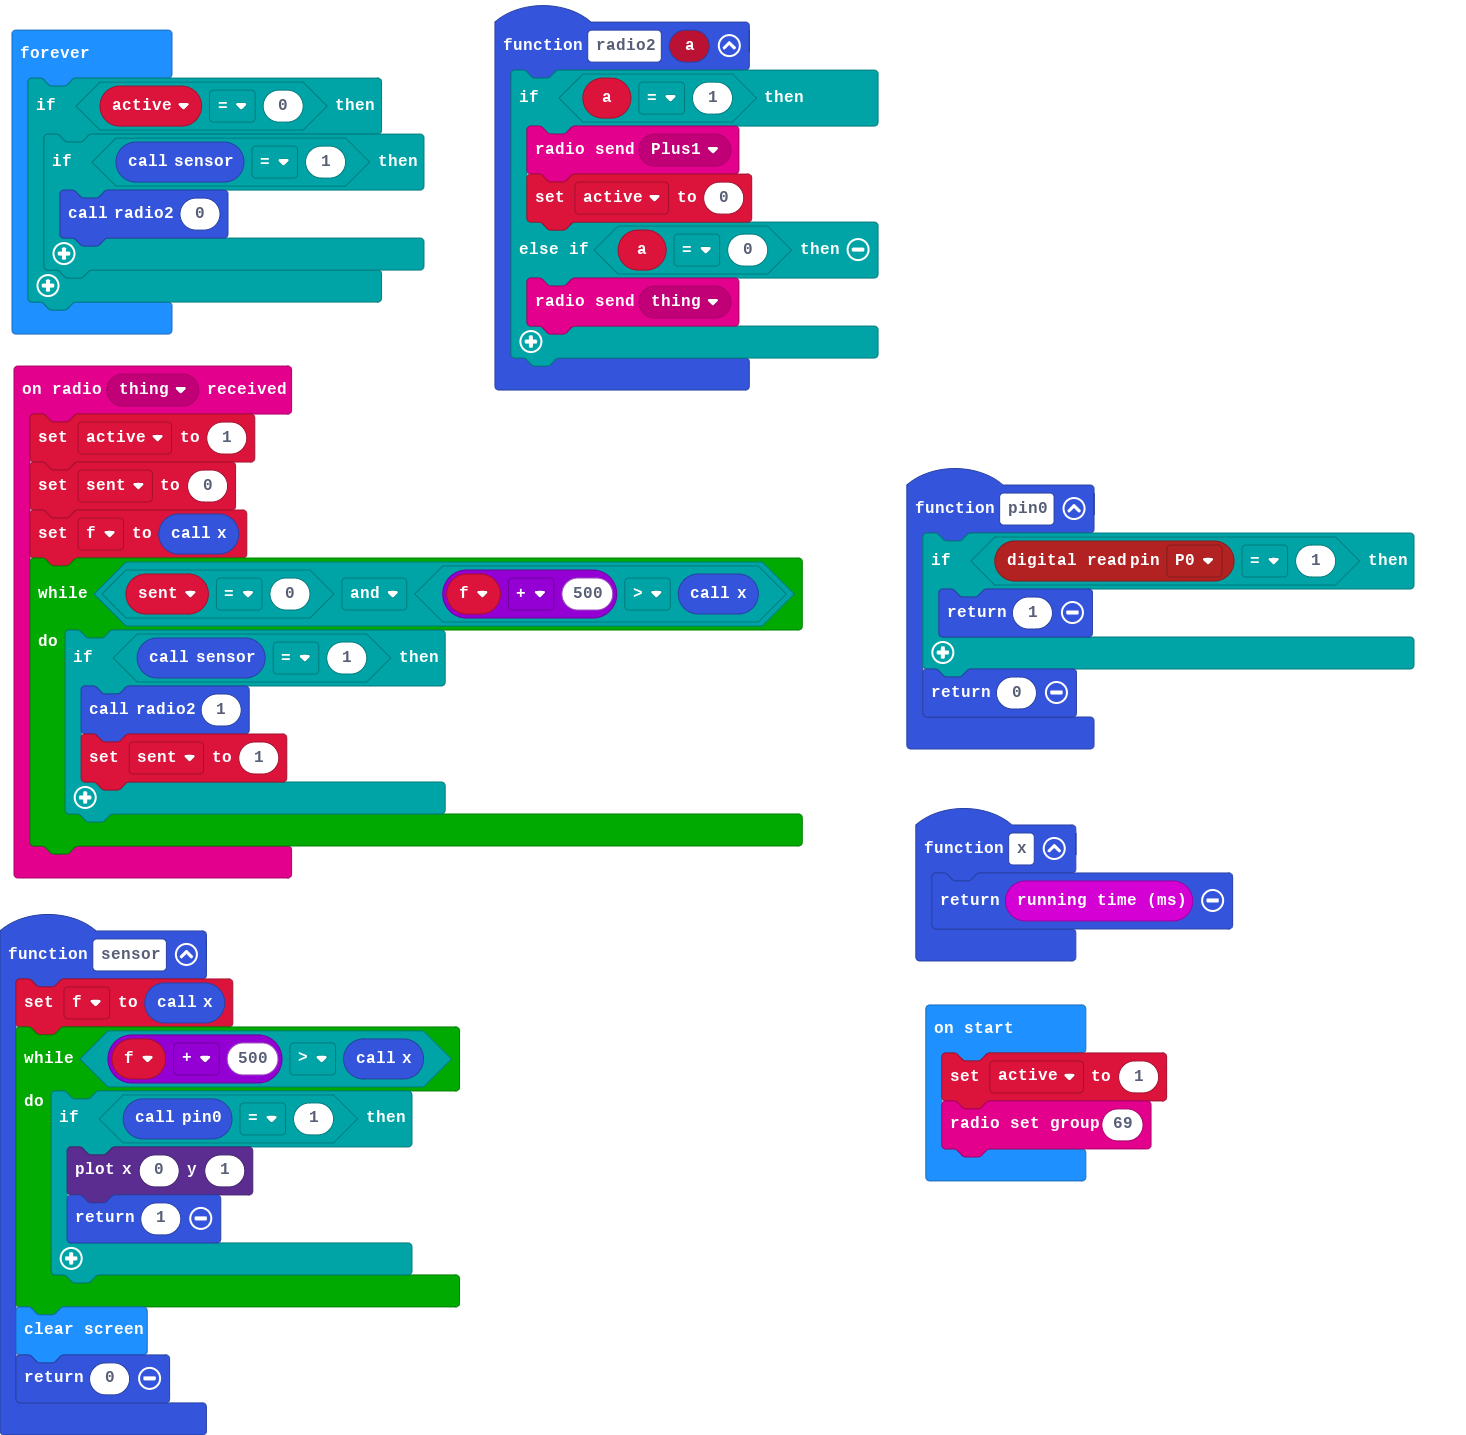 forever
if active = 0 then
if call sensor = 1 then
call radio2 0
function radio2 a
if a = 1 then
radio send Plus1
set active to 0
else if a = 0 then
radio send thing
on radio thing received
set active to 1
set sent to 0
set f to call x
while sent = 0 and f + 500 > call x
do
if call sensor = 1 then
call radio2 1
set sent to 1
function pin0
if digital read pin P0 = 1 then
return 1
return 0
function x
return running time (ms)
function sensor
set f to call x
while f + 500 > call x
do
if call pin0 = 1 then
plot x 0 y 1
return 1
clear screen
return 0
on start
set active to 1
radio set group 69